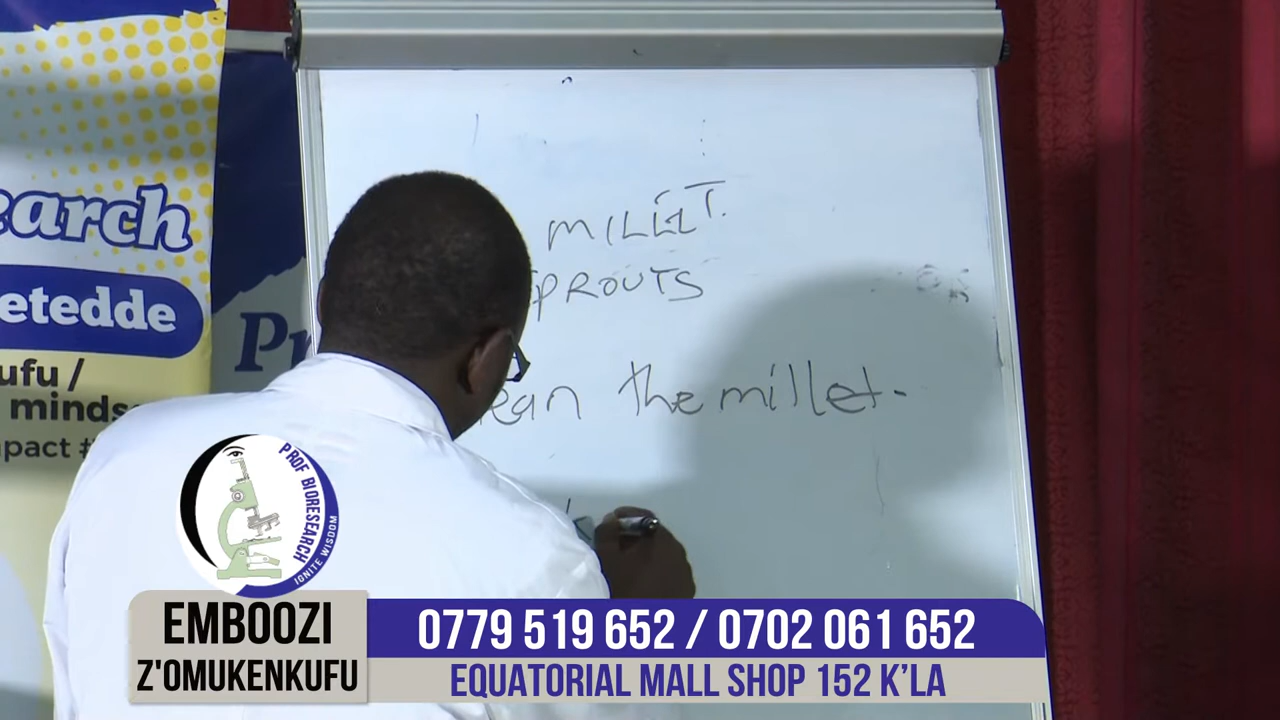 earch
etedde
ufu /
minds
pact #
Pr
MILLET.
SPROUTS
ean the millet.
PROF BIORESEARCH
IGNITE WISDOM
EMBOOZI
Z'OMUKENKUFU
0779 519 652 / 0702 061 652
EQUATORIAL MALL SHOP 152 K'LA